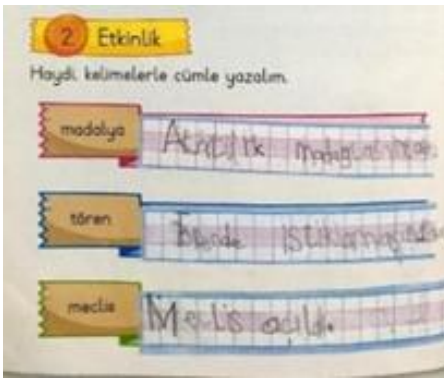 2 Etkinlik
Haydi, kelimelerle cümle yazalım.
madalya Atatürk
tören Törende
meclis Meclis açıldı.